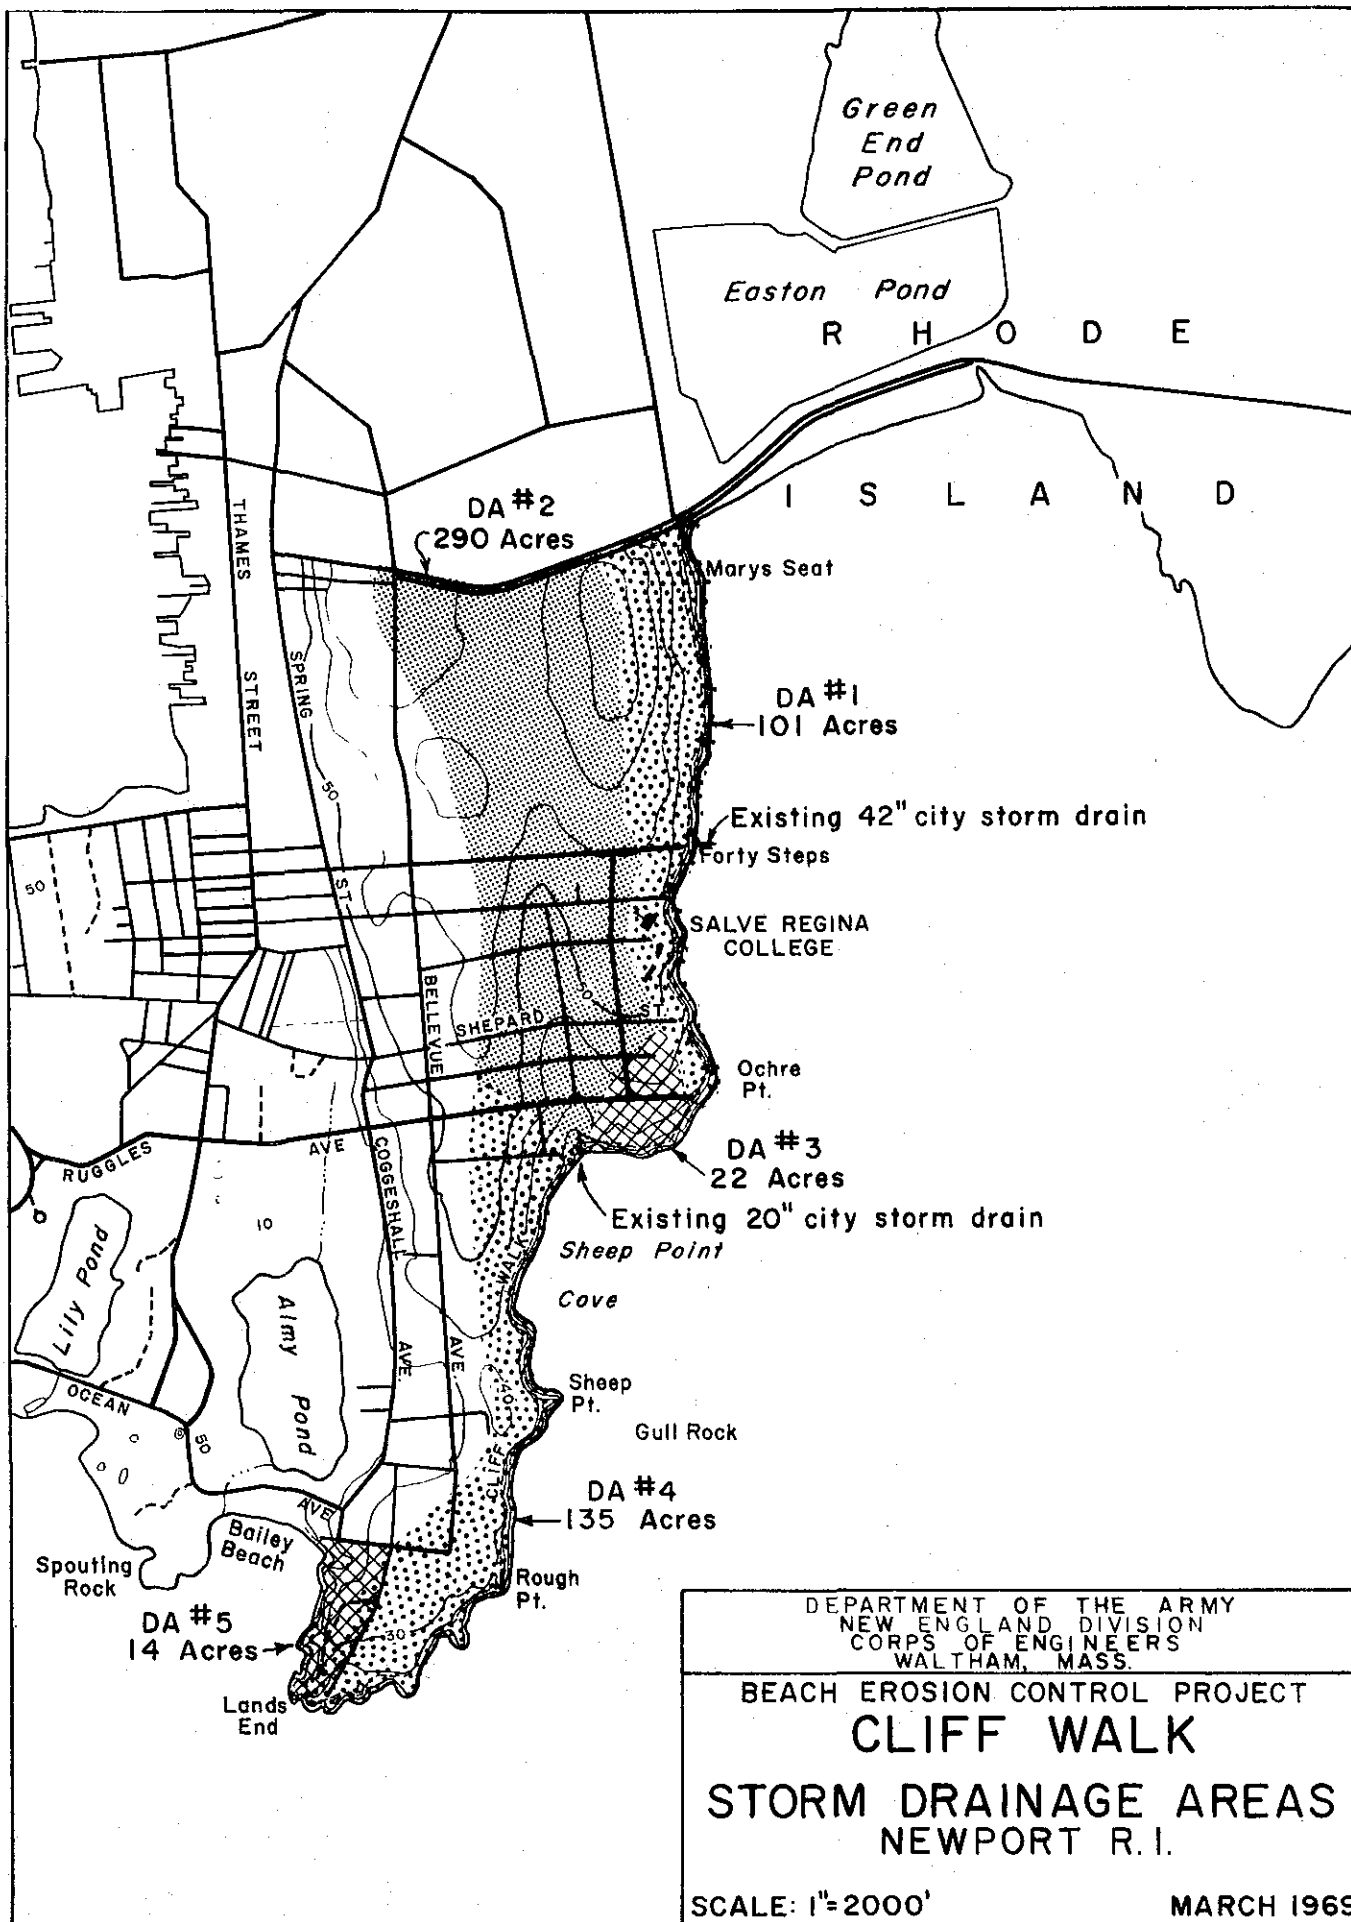 Green
End
Pond
Easton Pond
RHODE
ISLAND
DA #2
290 Acres
THAMES
STREET
SPRING
ST.
50
Marys Seat
DA #1
101 Acres
Existing 42" city storm drain
Forty Steps
50
SALVE REGINA
COLLEGE
BELLEVUE
AVE
SHEPARD ST
Ochre
Pt.
DA #3
22 Acres
Existing 20" city storm drain
RUGGLES AVE
COGGESHALL
AVE.
10
Sheep Point
Cove
CLIFF WALK
Lily Pond
Almy
Pond
OCEAN
AVE
50
40
Sheep
Pt.
Gull Rock
DA #4
135 Acres
Bailey
Beach
Spouting
Rock
Rough
Pt.
DA #5
14 Acres
30
Lands
End
DEPARTMENT OF THE ARMY
NEW ENGLAND DIVISION
CORPS OF ENGINEERS
WALTHAM, MASS.
BEACH EROSION CONTROL PROJECT
CLIFF WALK
STORM DRAINAGE AREAS
NEWPORT R.I.
SCALE: 1"=2000'
MARCH 1969